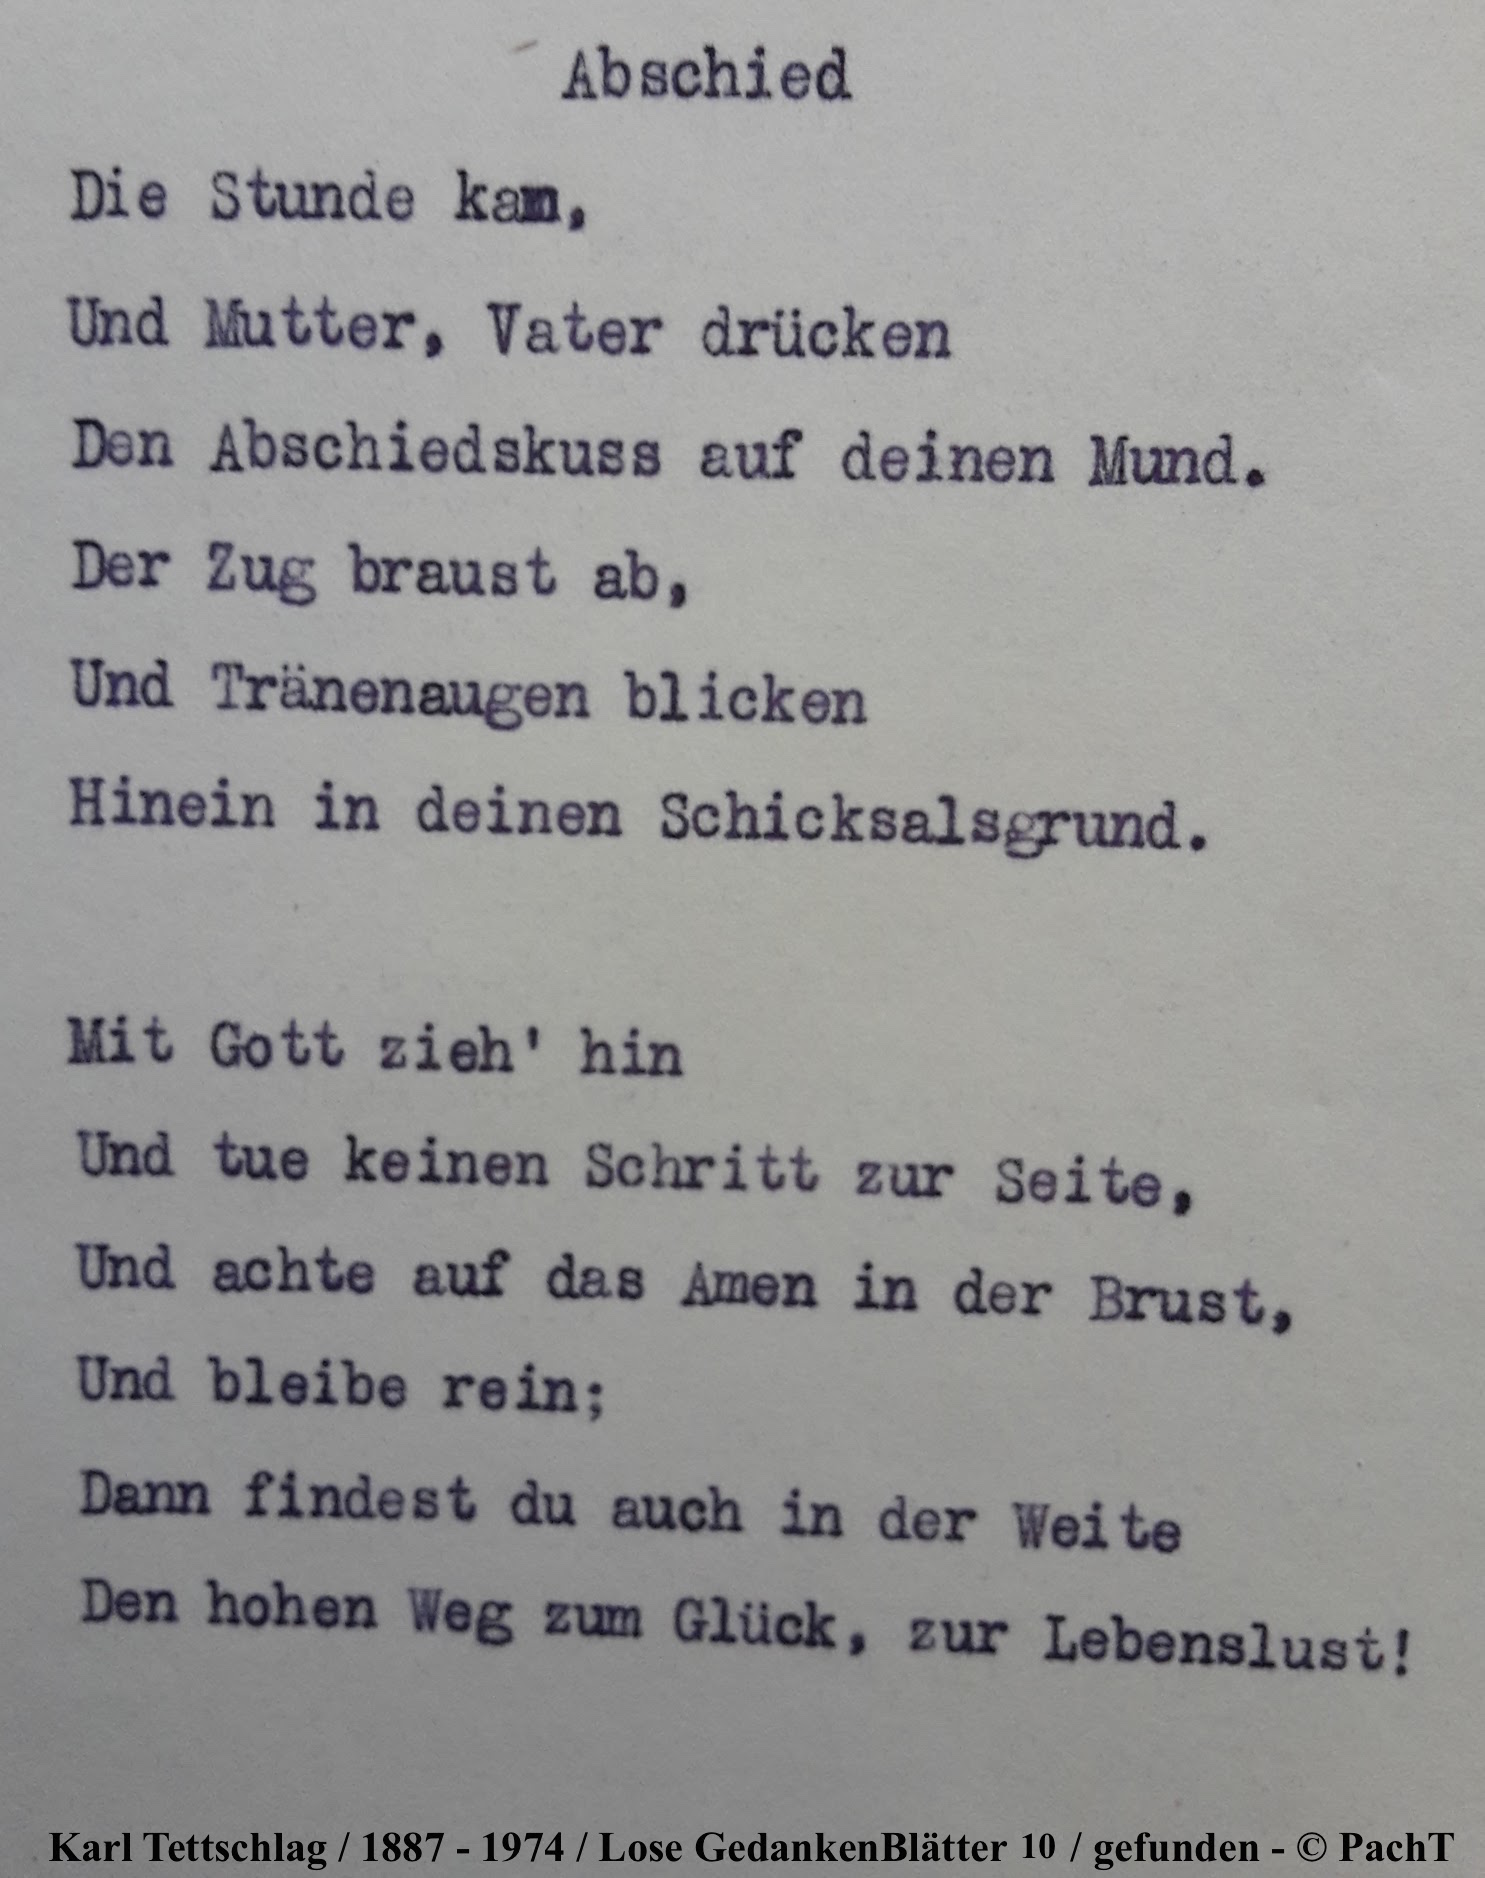 Abschied
Die Stunde kam,
Und Mutter, Vater drücken
Den Abschiedskuss auf deinen Mund.
Der Zug braust ab,
Und Tränenaugen blicken
Hinein in deinen Schicksalsgrund.
Mit Gott zieh' hin
Und tue keinen Schritt zur Seite,
Und achte auf das Amen in der Brust,
Und bleibe rein;
Dann findest du auch in der Weite
Den hohen Weg zum Glück, zur Lebenslust!
Karl Tettschlag / 1887 - 1974 / Lose GedankenBlätter 10 / gefunden - © PachT